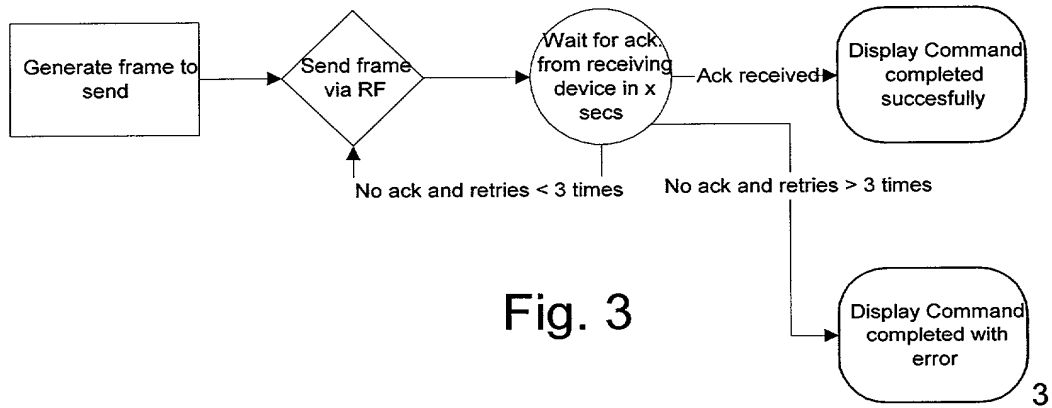 Generate frame to
send
Send frame
via RF
Wait for ack.
from receiving
device in x
secs
Ack received
Display Command
completed
succesfully
No ack and retries < 3 times
No ack and retries > 3 times
Display Command
completed with
error
Fig. 3
3